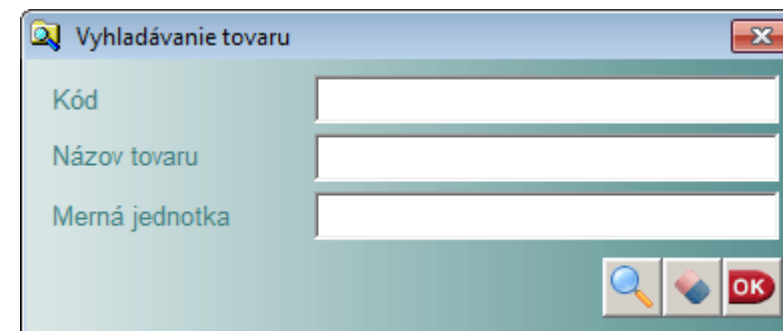 Vyhladávanie tovaru
Kód
Názov tovaru
Merná jednotka
OK